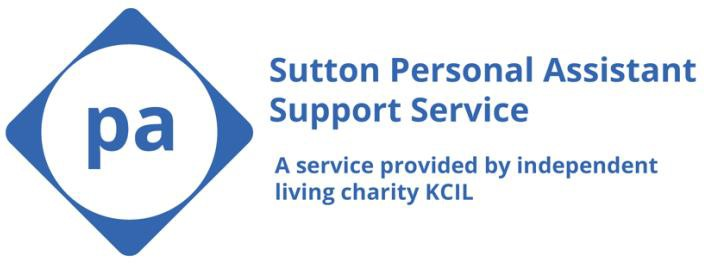 pa
Sutton Personal Assistant
Support Service
A service provided by independent
living charity KCIL